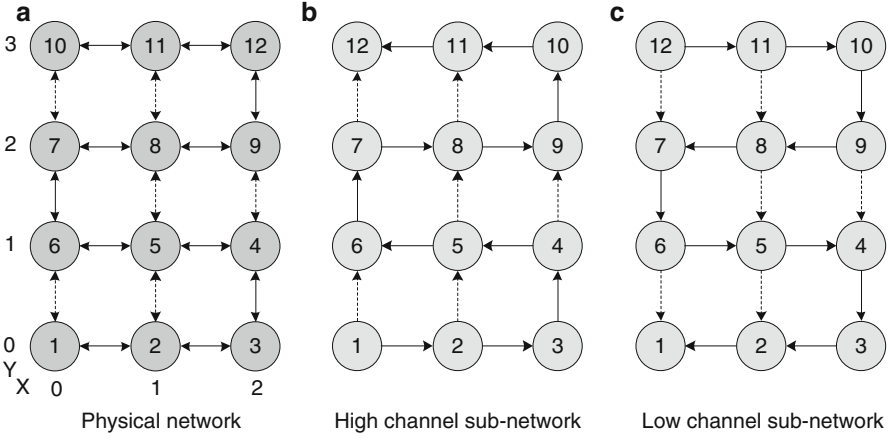 a b c
3 10 11 12 12 11 10 12 11 10
2 7 8 9 7 8 9 7 8 9
1 6 5 4 6 5 4 6 5 4
0 1 2 3 1 2 3 1 2 3
Y
X 0 1 2
Physical network High channel sub-network Low channel sub-network